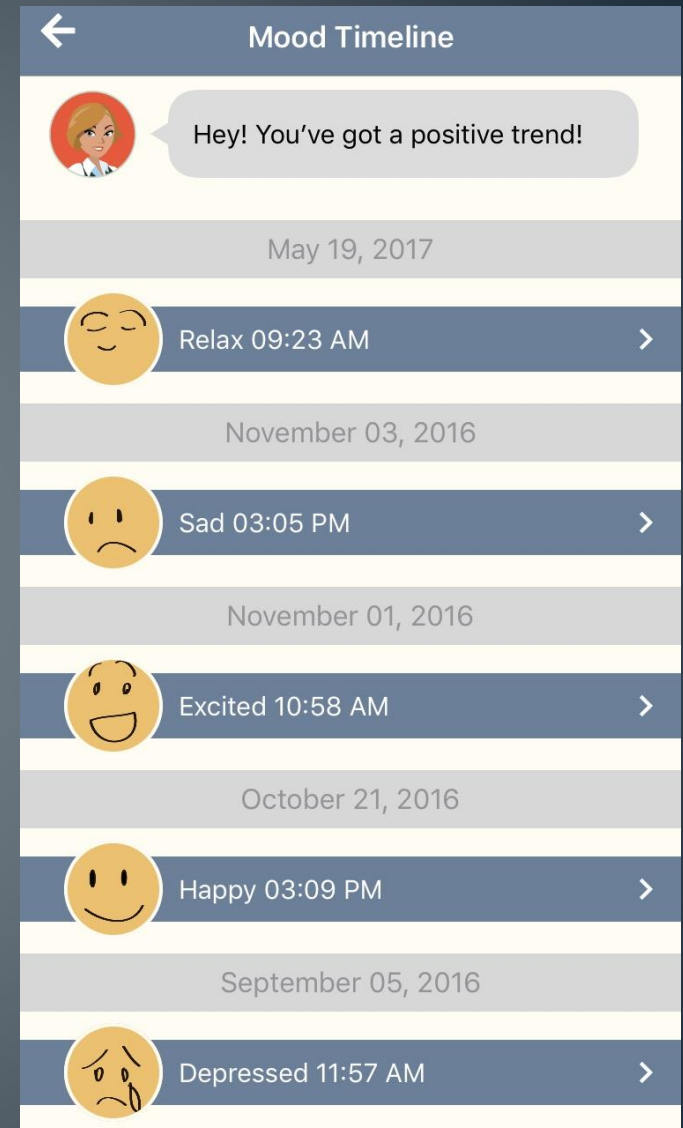 Mood Timeline
Hey! You’ve got a positive trend!
May 19, 2017
Relax 09:23 AM
November 03, 2016
Sad 03:05 PM
November 01, 2016
Excited 10:58 AM
October 21, 2016
Happy 03:09 PM
September 05, 2016
Depressed 11:57 AM